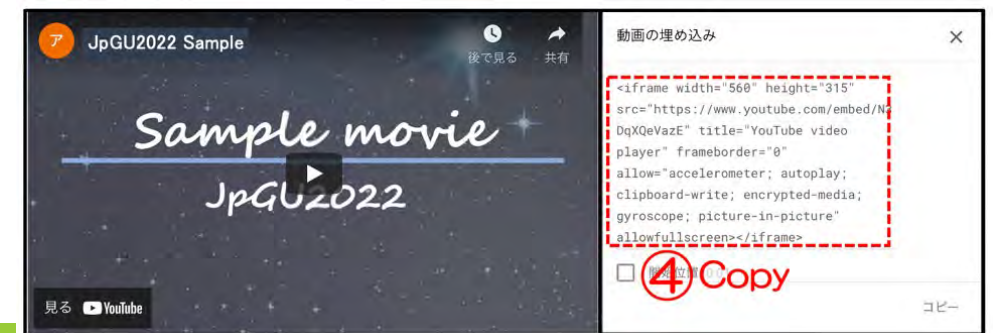 ア JpGU2022 Sample
後で見る 共有
Sample movie
JpGU2022
見る YouTube
動画の埋め込み ×
<iframe width="560" height="315"
src="https://www.youtube.com/embed/N2
DqXQeVazE" title="YouTube video
player" frameborder="0"
allow="accelerometer; autoplay;
clipboard-write; encrypted-media;
gyroscope; picture-in-picture"
allowfullscreen></iframe>
④Copy
コピー